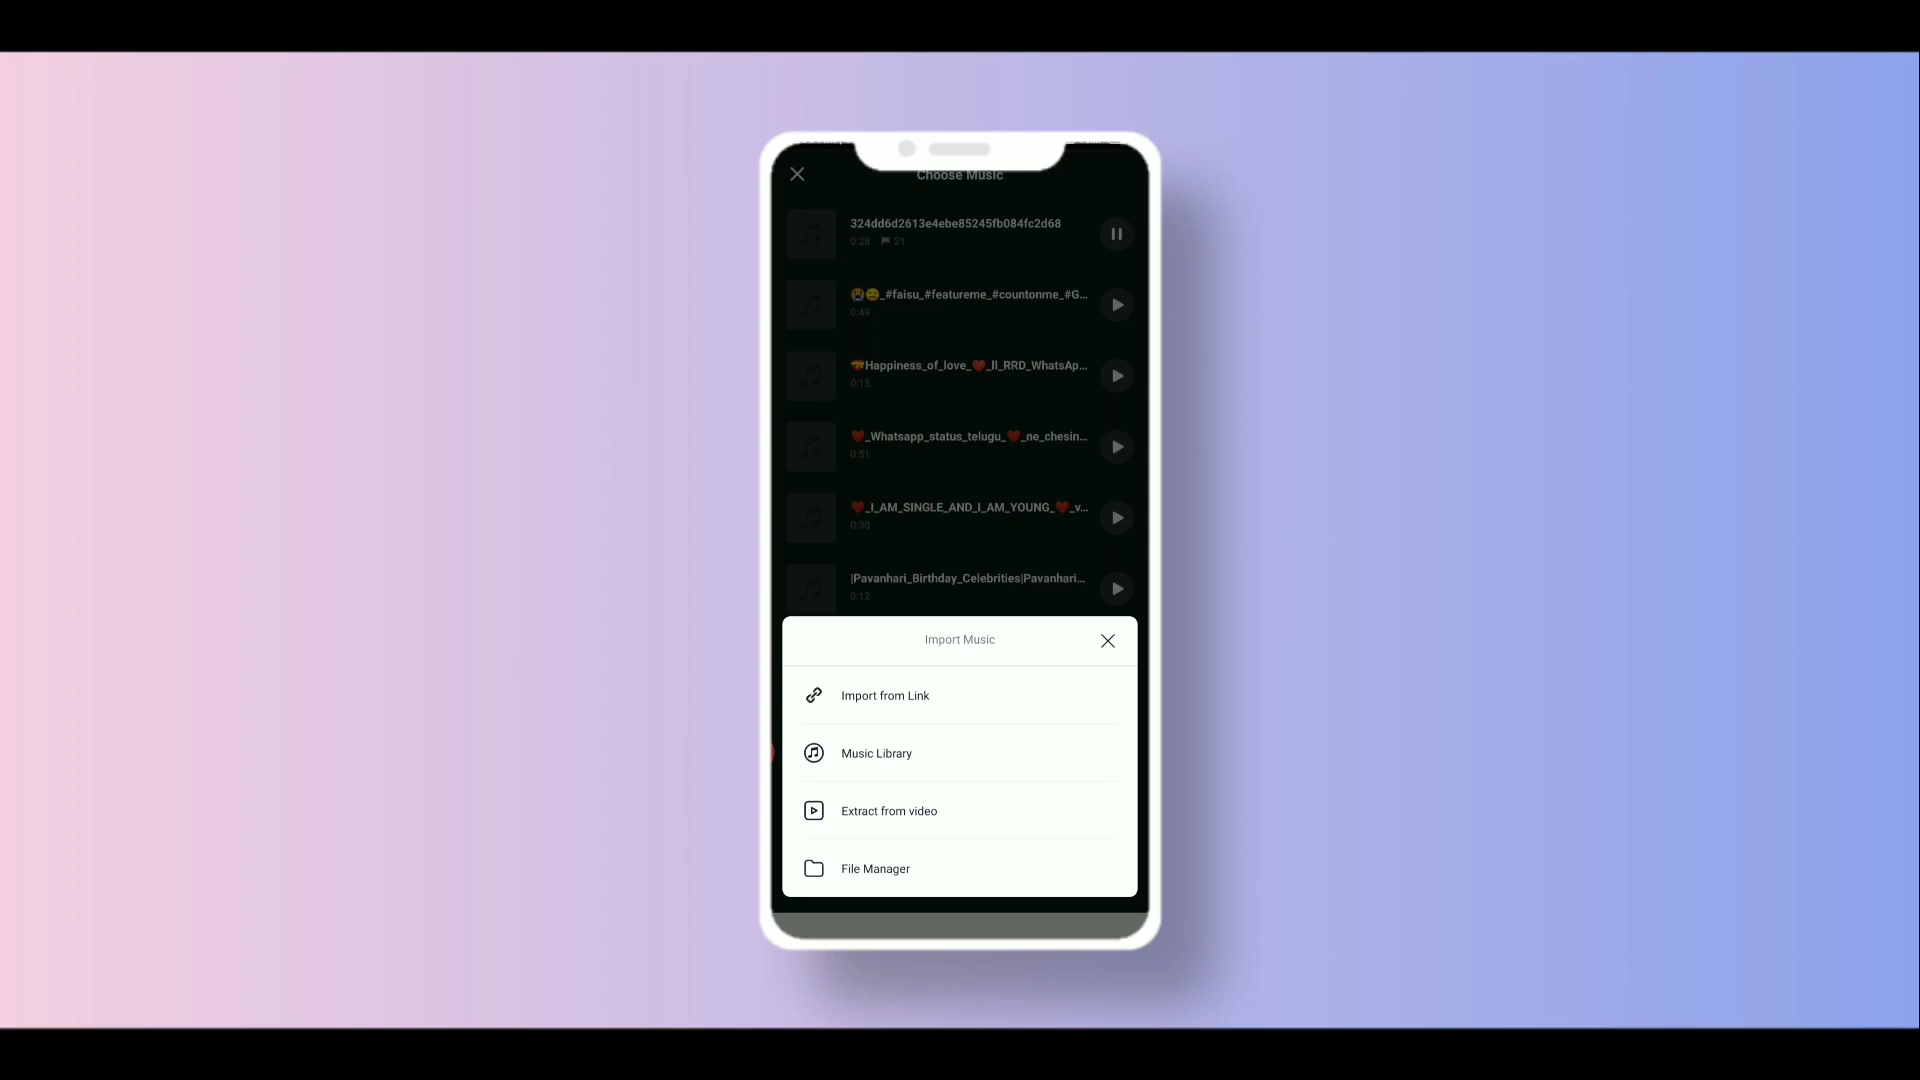 Choose Music
324dd6d2613e4ebe85245fb084fc2d68
0:28 21
😭😑_#faisu_#featureme_#countonme_#G...
0:49
💝Happiness_of_love_❤️_ll_RRD_WhatsAp...
0:15
❤️_Whatsapp_status_telugu_❤️_ne_chesin...
0:51
❤️_I_AM_SINGLE_AND_I_AM_YOUNG_❤️_v...
0:30
|Pavanhari_Birthday_Celebrities|Pavanhari...
0:12
Import Music
Import from Link
Music Library
Extract from video
File Manager